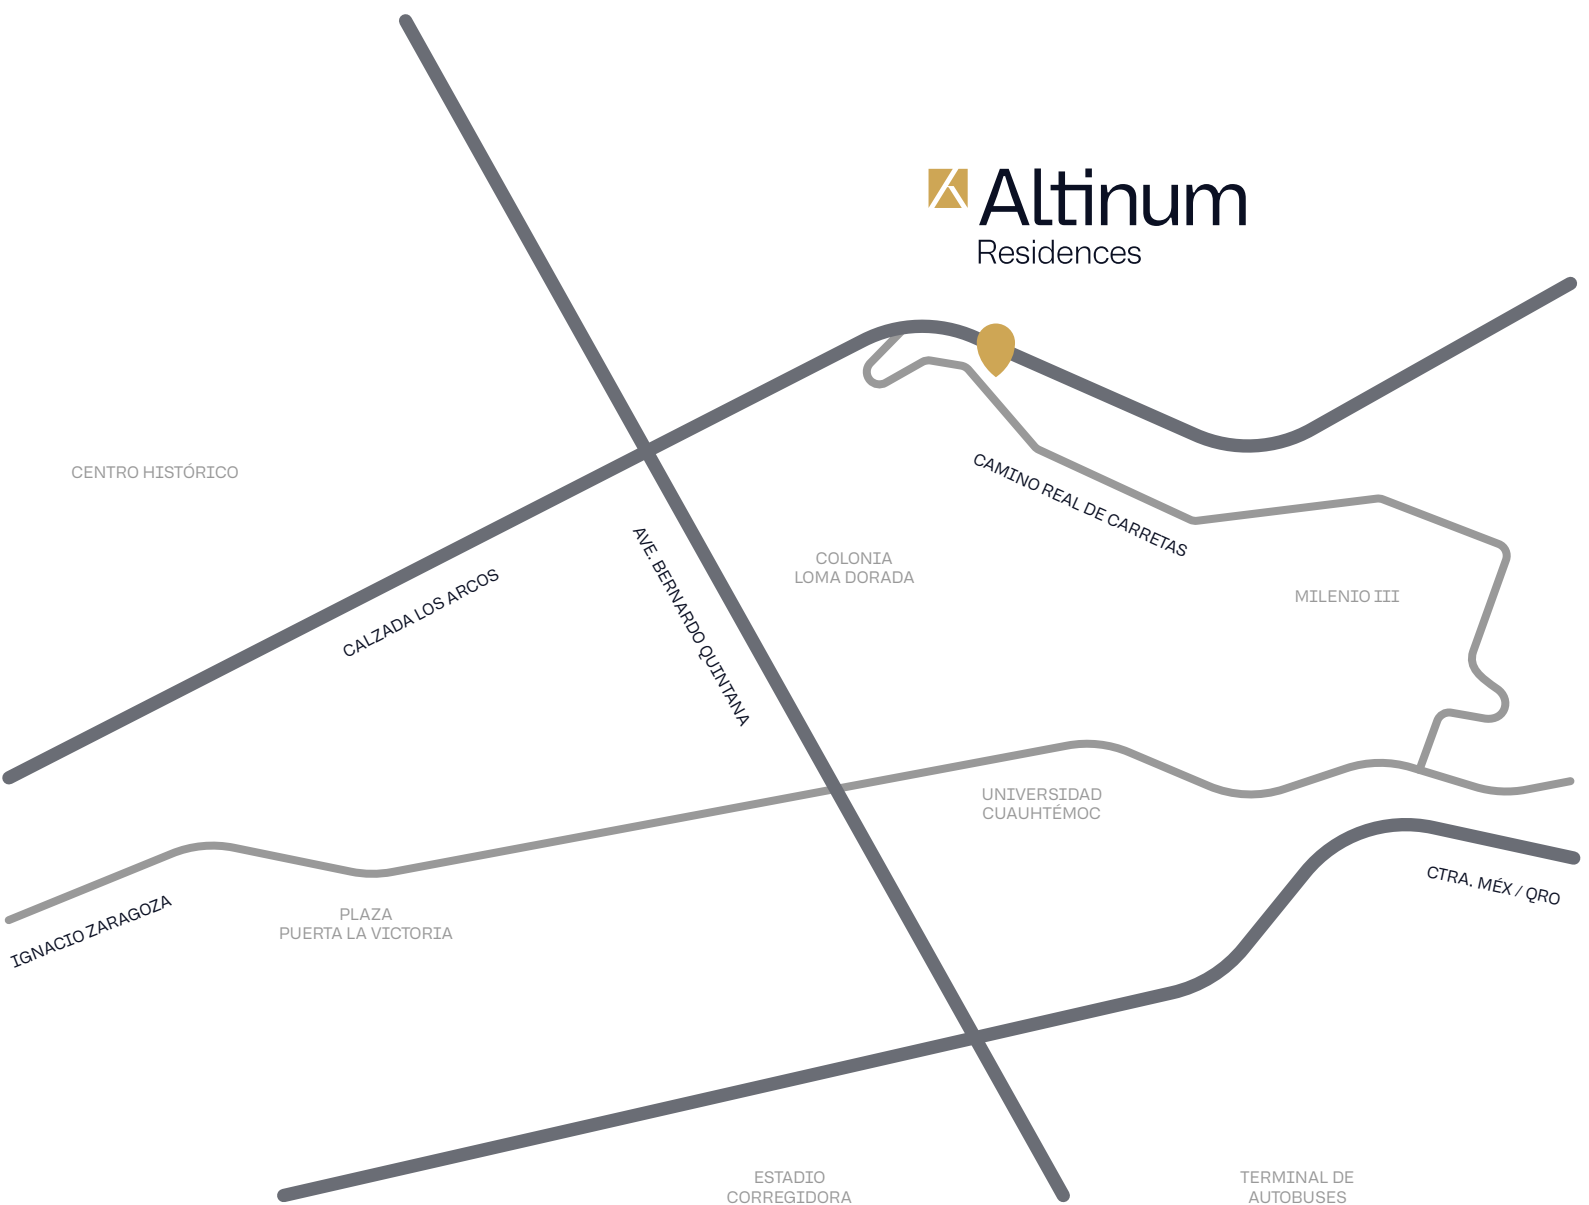 Altinum
Residences
CENTRO HISTÓRICO
CAMINO REAL DE CARRETAS
CALZADA LOS ARCOS
AVE. BERNARDO QUINTANA
COLONIA
LOMA DORADA
MILENIO III
UNIVERSIDAD
CUAUHTÉMOC
CTRA. MÉX / QRO
IGNACIO ZARAGOZA
PLAZA
PUERTA LA VICTORIA
ESTADIO
CORREGIDORA
TERMINAL DE
AUTOBUSES